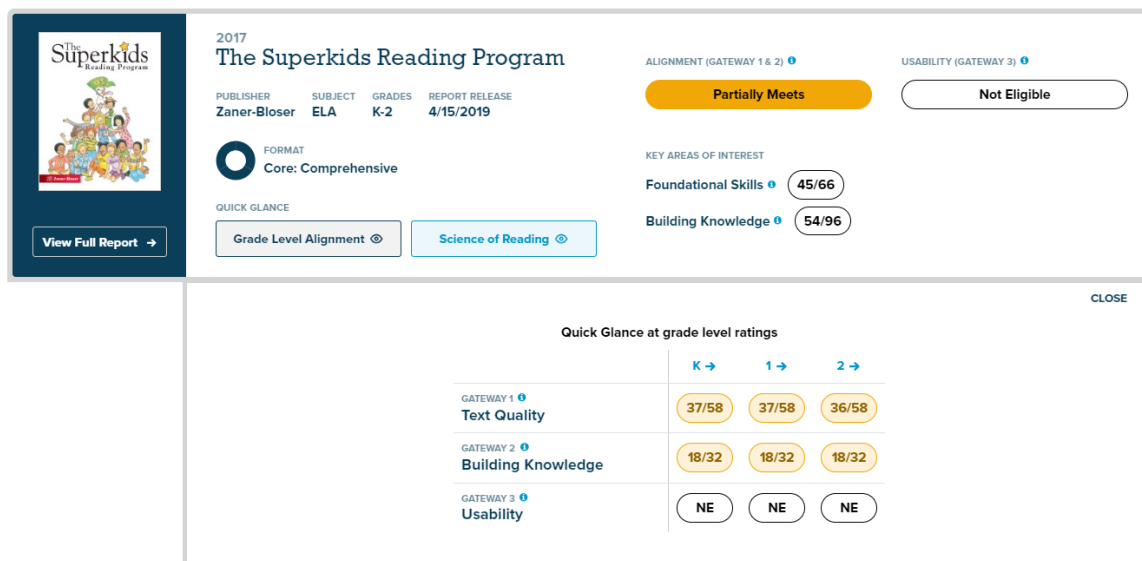 The
Superkids
Reading Program
Zaner-Bloser
View Full Report →
2017
The Superkids Reading Program
PUBLISHER SUBJECT GRADES REPORT RELEASE
Zaner-Bloser ELA K-2 4/15/2019
FORMAT
Core: Comprehensive
QUICK GLANCE
Grade Level Alignment
Science of Reading
ALIGNMENT (GATEWAY 1 & 2)
Partially Meets
USABILITY (GATEWAY 3)
Not Eligible
KEY AREAS OF INTEREST
Foundational Skills 45/66
Building Knowledge 54/96
CLOSE
Quick Glance at grade level ratings
K → 1 → 2 →
GATEWAY 1
Text Quality 37/58 37/58 36/58
GATEWAY 2
Building Knowledge 18/32 18/32 18/32
GATEWAY 3
Usability NE NE NE